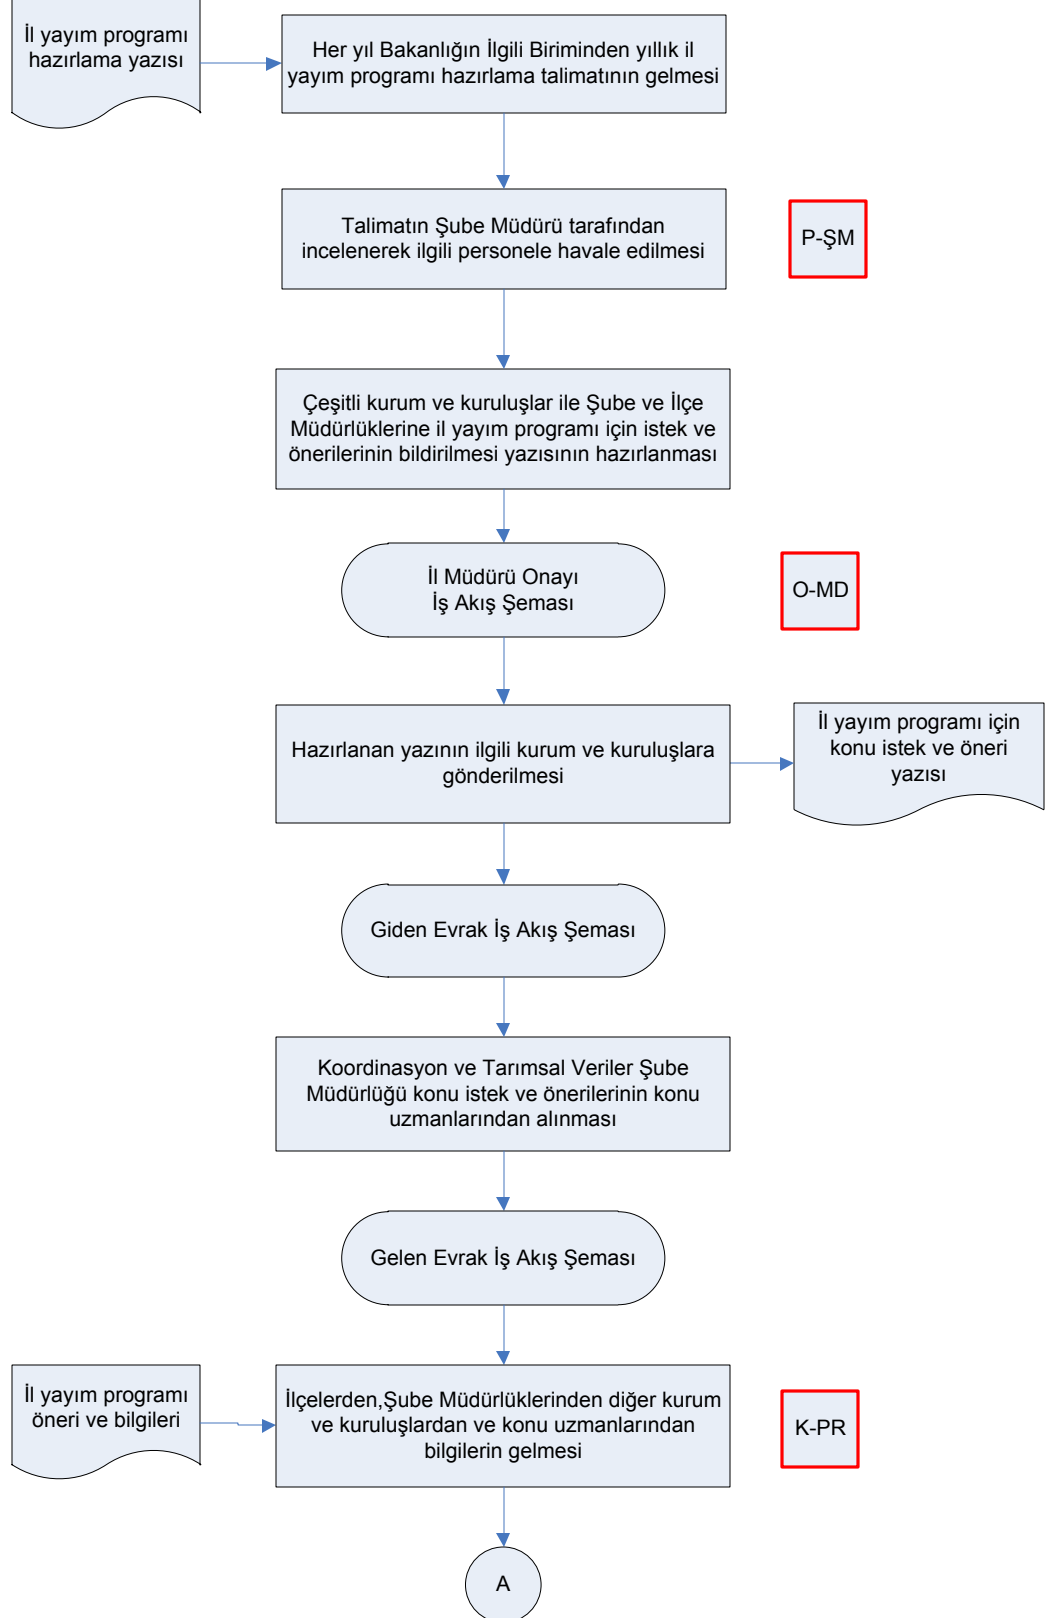 İl yayım programı
hazırlama yazısı
Her yıl Bakanlığın İlgili Biriminden yıllık il
yayım programı hazırlama talimatının gelmesi
Talimatın Şube Müdürü tarafından
incelenerek ilgili personele havale edilmesi
P-ŞM
Çeşitli kurum ve kuruluşlar ile Şube ve İlçe
Müdürlüklerine il yayım programı için istek ve
önerilerinin bildirilmesi yazısının hazırlanması
İl Müdürü Onayı
İş Akış Şeması
O-MD
Hazırlanan yazının ilgili kurum ve kuruluşlara
gönderilmesi
İl yayım programı için
konu istek ve öneri
yazısı
Giden Evrak İş Akış Şeması
Koordinasyon ve Tarımsal Veriler Şube
Müdürlüğü konu istek ve önerilerinin konu
uzmanlarından alınması
Gelen Evrak İş Akış Şeması
İl yayım programı
öneri ve bilgileri
İlçelerden,Şube Müdürlüklerinden diğer kurum
ve kuruluşlardan ve konu uzmanlarından
bilgilerin gelmesi
K-PR
A